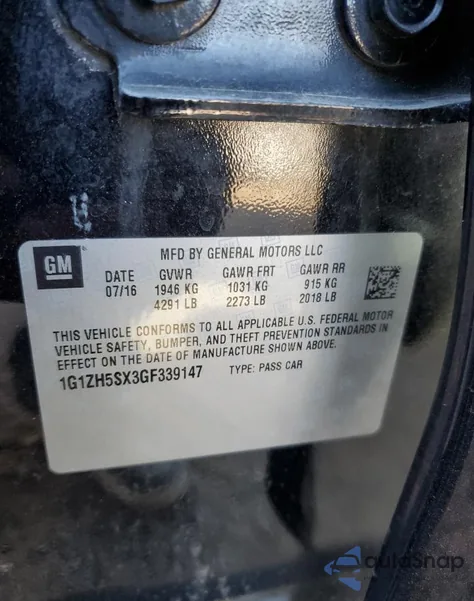 MFD BY GENERAL MOTORS LLC
GM
DATE GVWR GAWR FRT GAWR RR
07/16 1946 KG 1031 KG 915 KG
4291 LB 2273 LB 2018 LB
THIS VEHICLE CONFORMS TO ALL APPLICABLE U.S. FEDERAL MOTOR
VEHICLE SAFETY, BUMPER, AND THEFT PREVENTION STANDARDS IN
EFFECT ON THE DATE OF MANUFACTURE SHOWN ABOVE.
1G1ZH5SX3GF339147 TYPE: PASS CAR
autoSnap